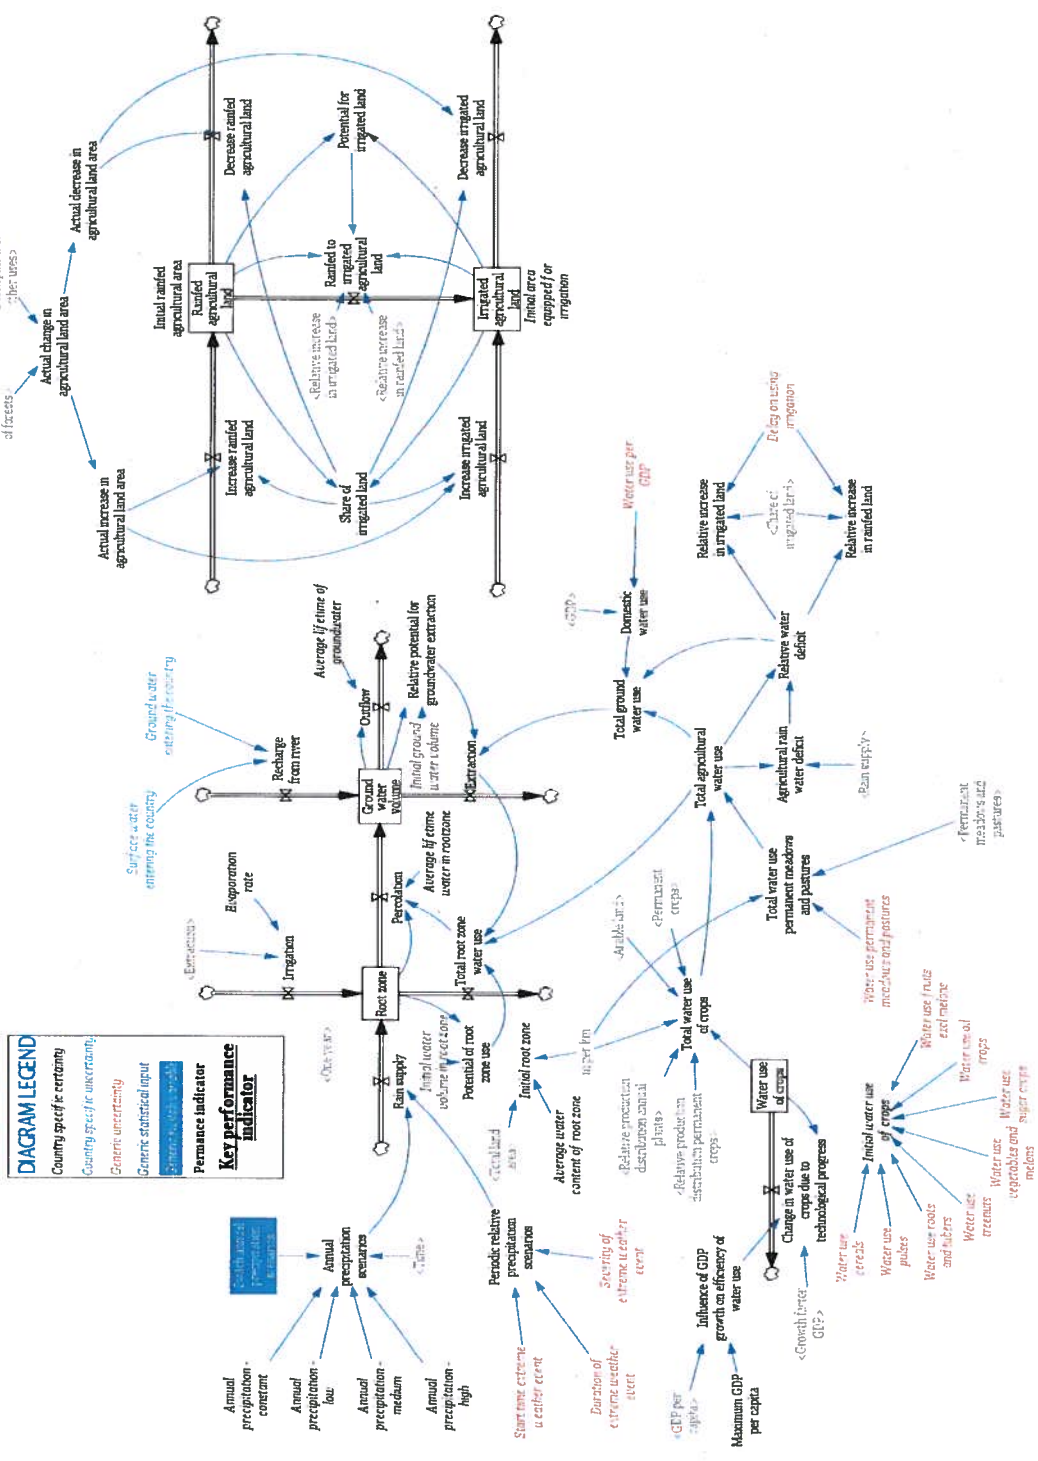 DIAGRAM LEGEND
Country specific certainty
Country specific uncertainty
Generic uncertainty
Generic statistical input
Permance indicator
Key performance
indicator
Surface water
entering the country
Ground water
entering the country
Evaporation
rate
<Extraction>
Irrigation
Recharge
from river
Average lifetime of
groundwater
Outflow
Ground
water
volume
Relative potential for
groundwater extraction
Initial ground
water volume
Extraction
Percolation
Average lifetime
water in rootzone
Root zone
Total root zone
water use
Rain supply
Initial water
volume in root zone
Potential of root
zone use
Initial root zone
<Total land
area>
Average water
content of root zone
Annual
precipitation
scenarios
<Time>
Annual
precipitation -
constant
Annual
precipitation -
low
Annual
precipitation -
medium
Annual
precipitation -
high
Periodic relative
precpitation
scenarios
Start time extreme
weather event
Duration of
extreme weather
event
Severity of
extreme weather
event
of forests>
other uses>
Actual change in
agricultural land area
Actual increase in
agricultural land area
Actual decrease in
agricultural land area
Initial rainfed
agricultural area
Rainfed
agricultural
land
Increase rainfed
agricultural land
Decrease rainfed
agricultural land
Share of
irrigated land
<Relative increase
in irrigated land>
<Relative increase
in rainfed land>
Rainfed to
irrigated
agricultural
land
Potential for
irrigated land
Increase irrigated
agricultural land
Decrease irrigated
agricultural land
Irrigated
agricultural
land
Initial area
equipped for
irrigation
<GDP>
Water use per
GDP
Domestic
water use
Total ground
water use
Total agricultural
water use
Agricultural rain
water deficit
<Rain supply>
Relative water
deficit
Relative increase
in irrigated land
<Share of
irrigated land>
Relative increase
in rainfed land
Delay on using
irrigation
<Arable land>
<Permanent
crops>
Total water use
of crops
<Relative production
distribution annual
plants>
<Relative production
distribution permanent
crops>
Total water use
permanent meadows
and pastures
<Permanent
meadows and
pastures>
Water use permanent
meadows and pastures
Water use
of crops
Change in water use of
crops due to
technological progress
<Growth factor
GDP>
Influence of GDP
growth on efficiency of
water use
<GDP per
capita>
Maximum GDP
per capita
Initial water use
of crops
Water use
cereals
Water use
pulses
Water use roots
and tubers
Water use
treenuts
Water use
vegetables and
melons
Water use
sugar crops
Water use oil
crops
Water use fruits
excl melons